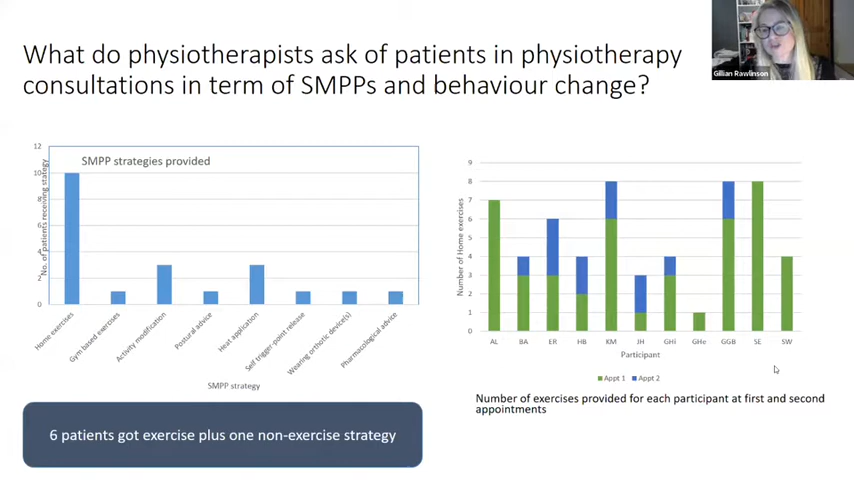 What do physiotherapists ask of patients in physiotherapy
consultations in term of SMPPs and behaviour change?
Gillian Rawlinson
SMPP strategies provided
No. of patients receiving stategy
12
10
8
6
4
2
0
Home exercises
Gym based exercises
Activity modification
Postural advice
Heat application
Self trigger-point release
Wearing orthotic device(s)
Pharmacological advice
SMPP strategy
6 patients got exercise plus one non-exercise strategy
Number of Home exercises
9
8
7
6
5
4
3
2
1
0
AL BA ER HB KM JH GHi GHe GGB SE SW
Participant
Appt 1 Appt 2
Number of exercises provided for each participant at first and second
appointments